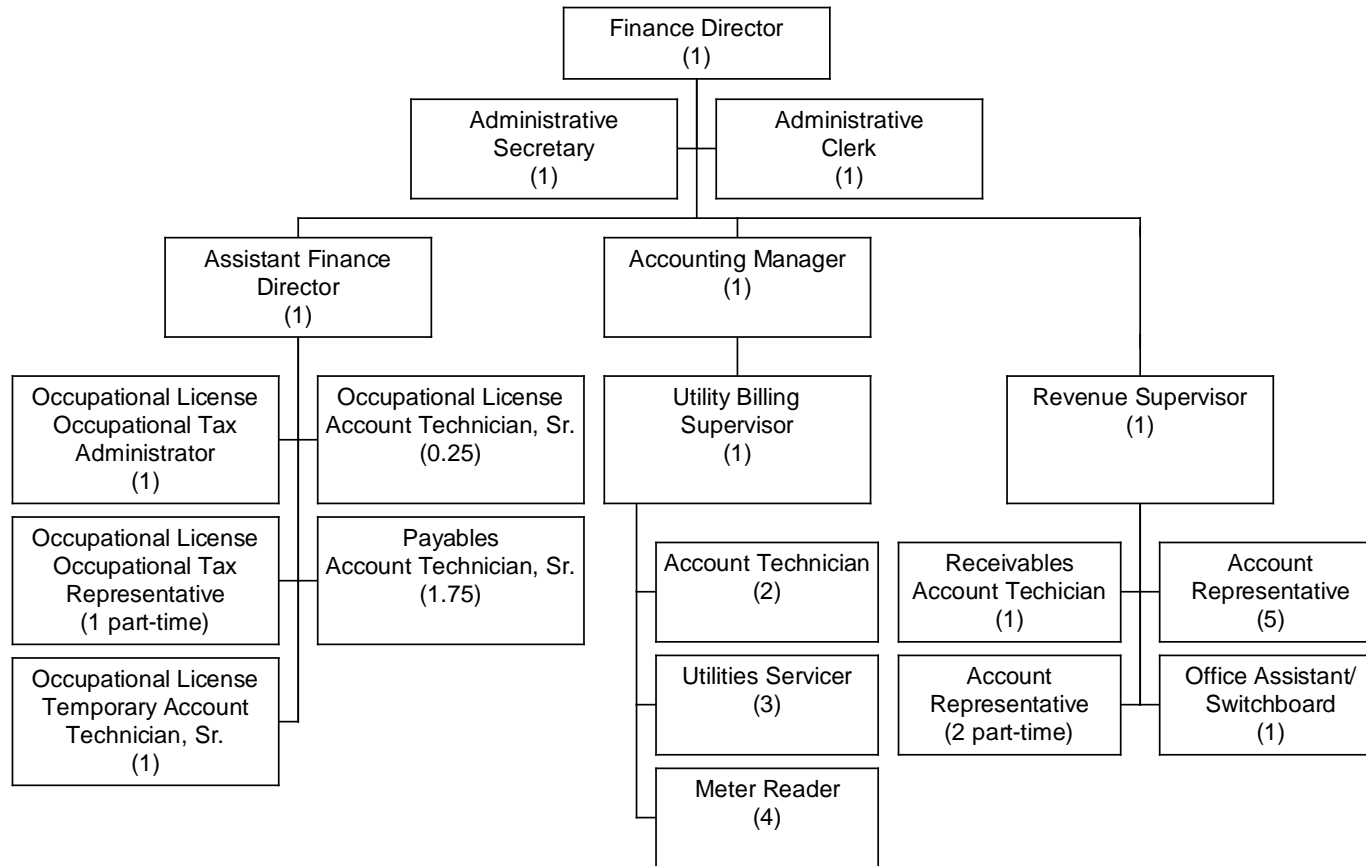 Finance Director
(1)
Administrative
Secretary
(1)
Administrative
Clerk
(1)
Assistant Finance
Director
(1)
Accounting Manager
(1)
Occupational License
Occupational Tax
Administrator
(1)
Occupational License
Account Technician, Sr.
(0.25)
Utility Billing
Supervisor
(1)
Revenue Supervisor
(1)
Occupational License
Occupational Tax
Representative
(1 part-time)
Payables
Account Technician, Sr.
(1.75)
Account Technician
(2)
Receivables
Account Techician
(1)
Account
Representative
(5)
Occupational License
Temporary Account
Technician, Sr.
(1)
Utilities Servicer
(3)
Account
Representative
(2 part-time)
Office Assistant/
Switchboard
(1)
Meter Reader
(4)